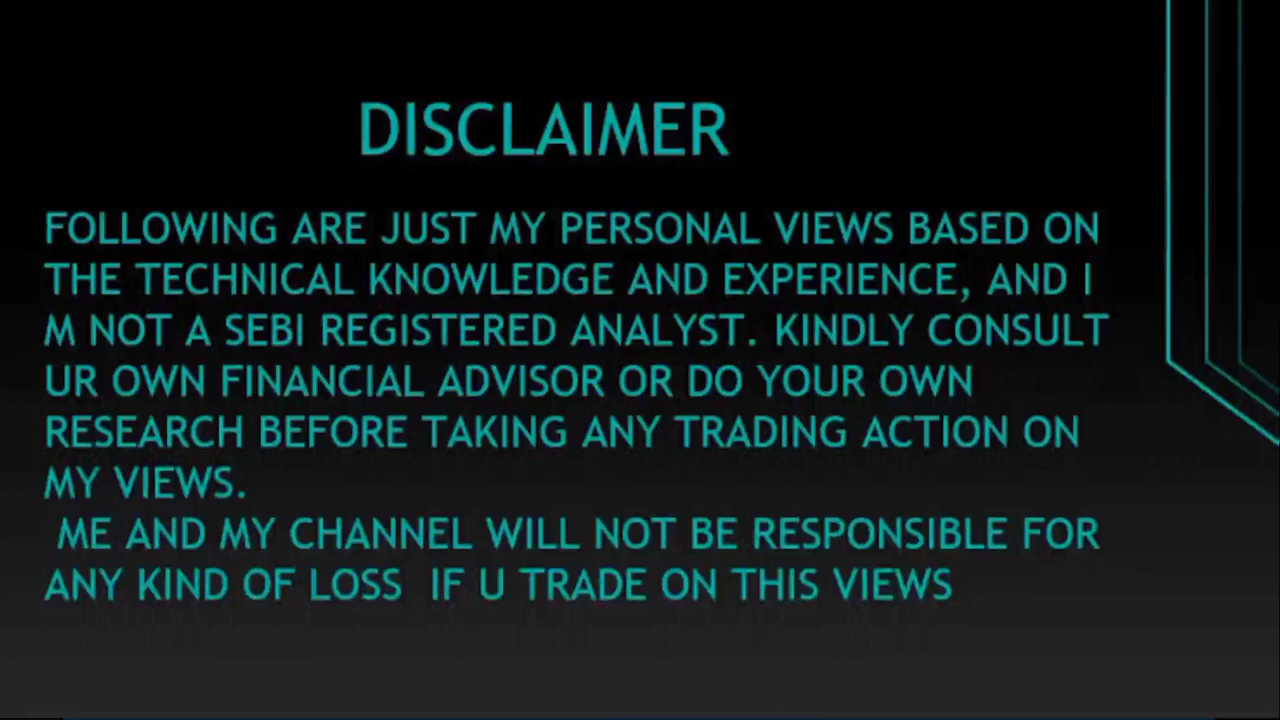 DISCLAIMER
FOLLOWING ARE JUST MY PERSONAL VIEWS BASED ON
THE TECHNICAL KNOWLEDGE AND EXPERIENCE, AND I
M NOT A SEBI REGISTERED ANALYST. KINDLY CONSULT
UR OWN FINANCIAL ADVISOR OR DO YOUR OWN
RESEARCH BEFORE TAKING ANY TRADING ACTION ON
MY VIEWS.
ME AND MY CHANNEL WILL NOT BE RESPONSIBLE FOR
ANY KIND OF LOSS  IF U TRADE ON THIS VIEWS